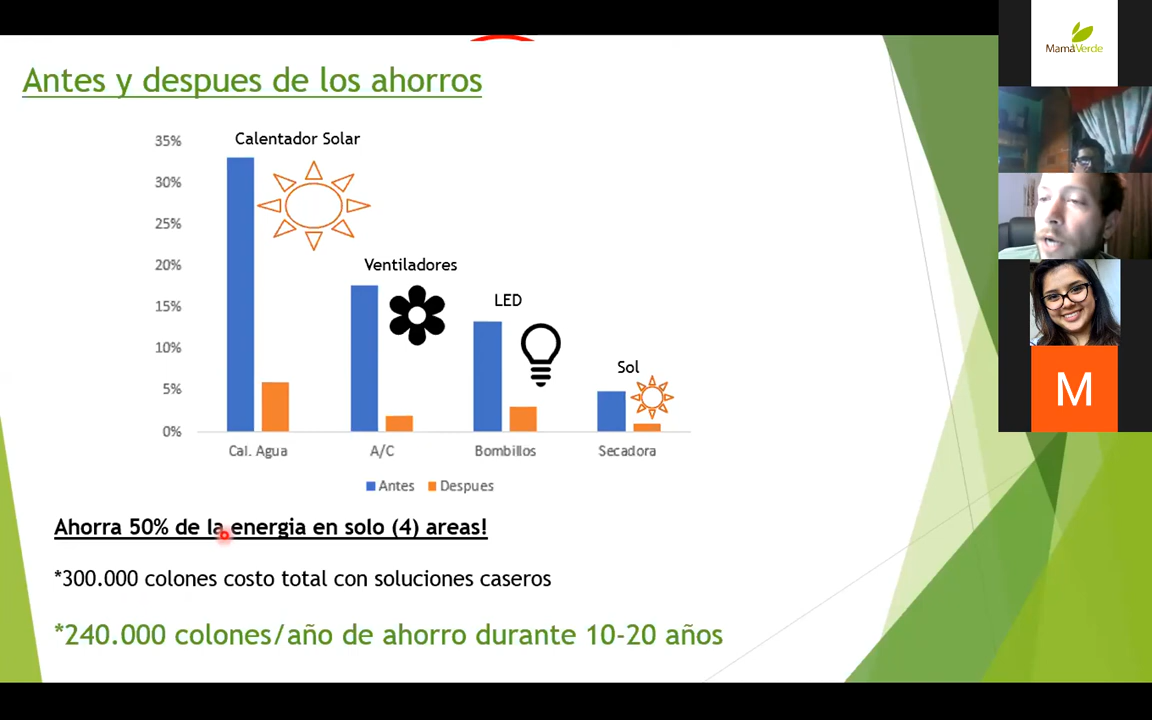 Antes y despues de los ahorros
35%
30%
25%
20%
15%
10%
5%
0%
Calentador Solar
Ventiladores
LED
Sol
Cal. Agua
A/C
Bombillos
Secadora
Antes
Despues
Ahorra 50% de la energia en solo (4) areas!
*300.000 colones costo total con soluciones caseros
*240.000 colones/año de ahorro durante 10-20 años
MamáVerde
M